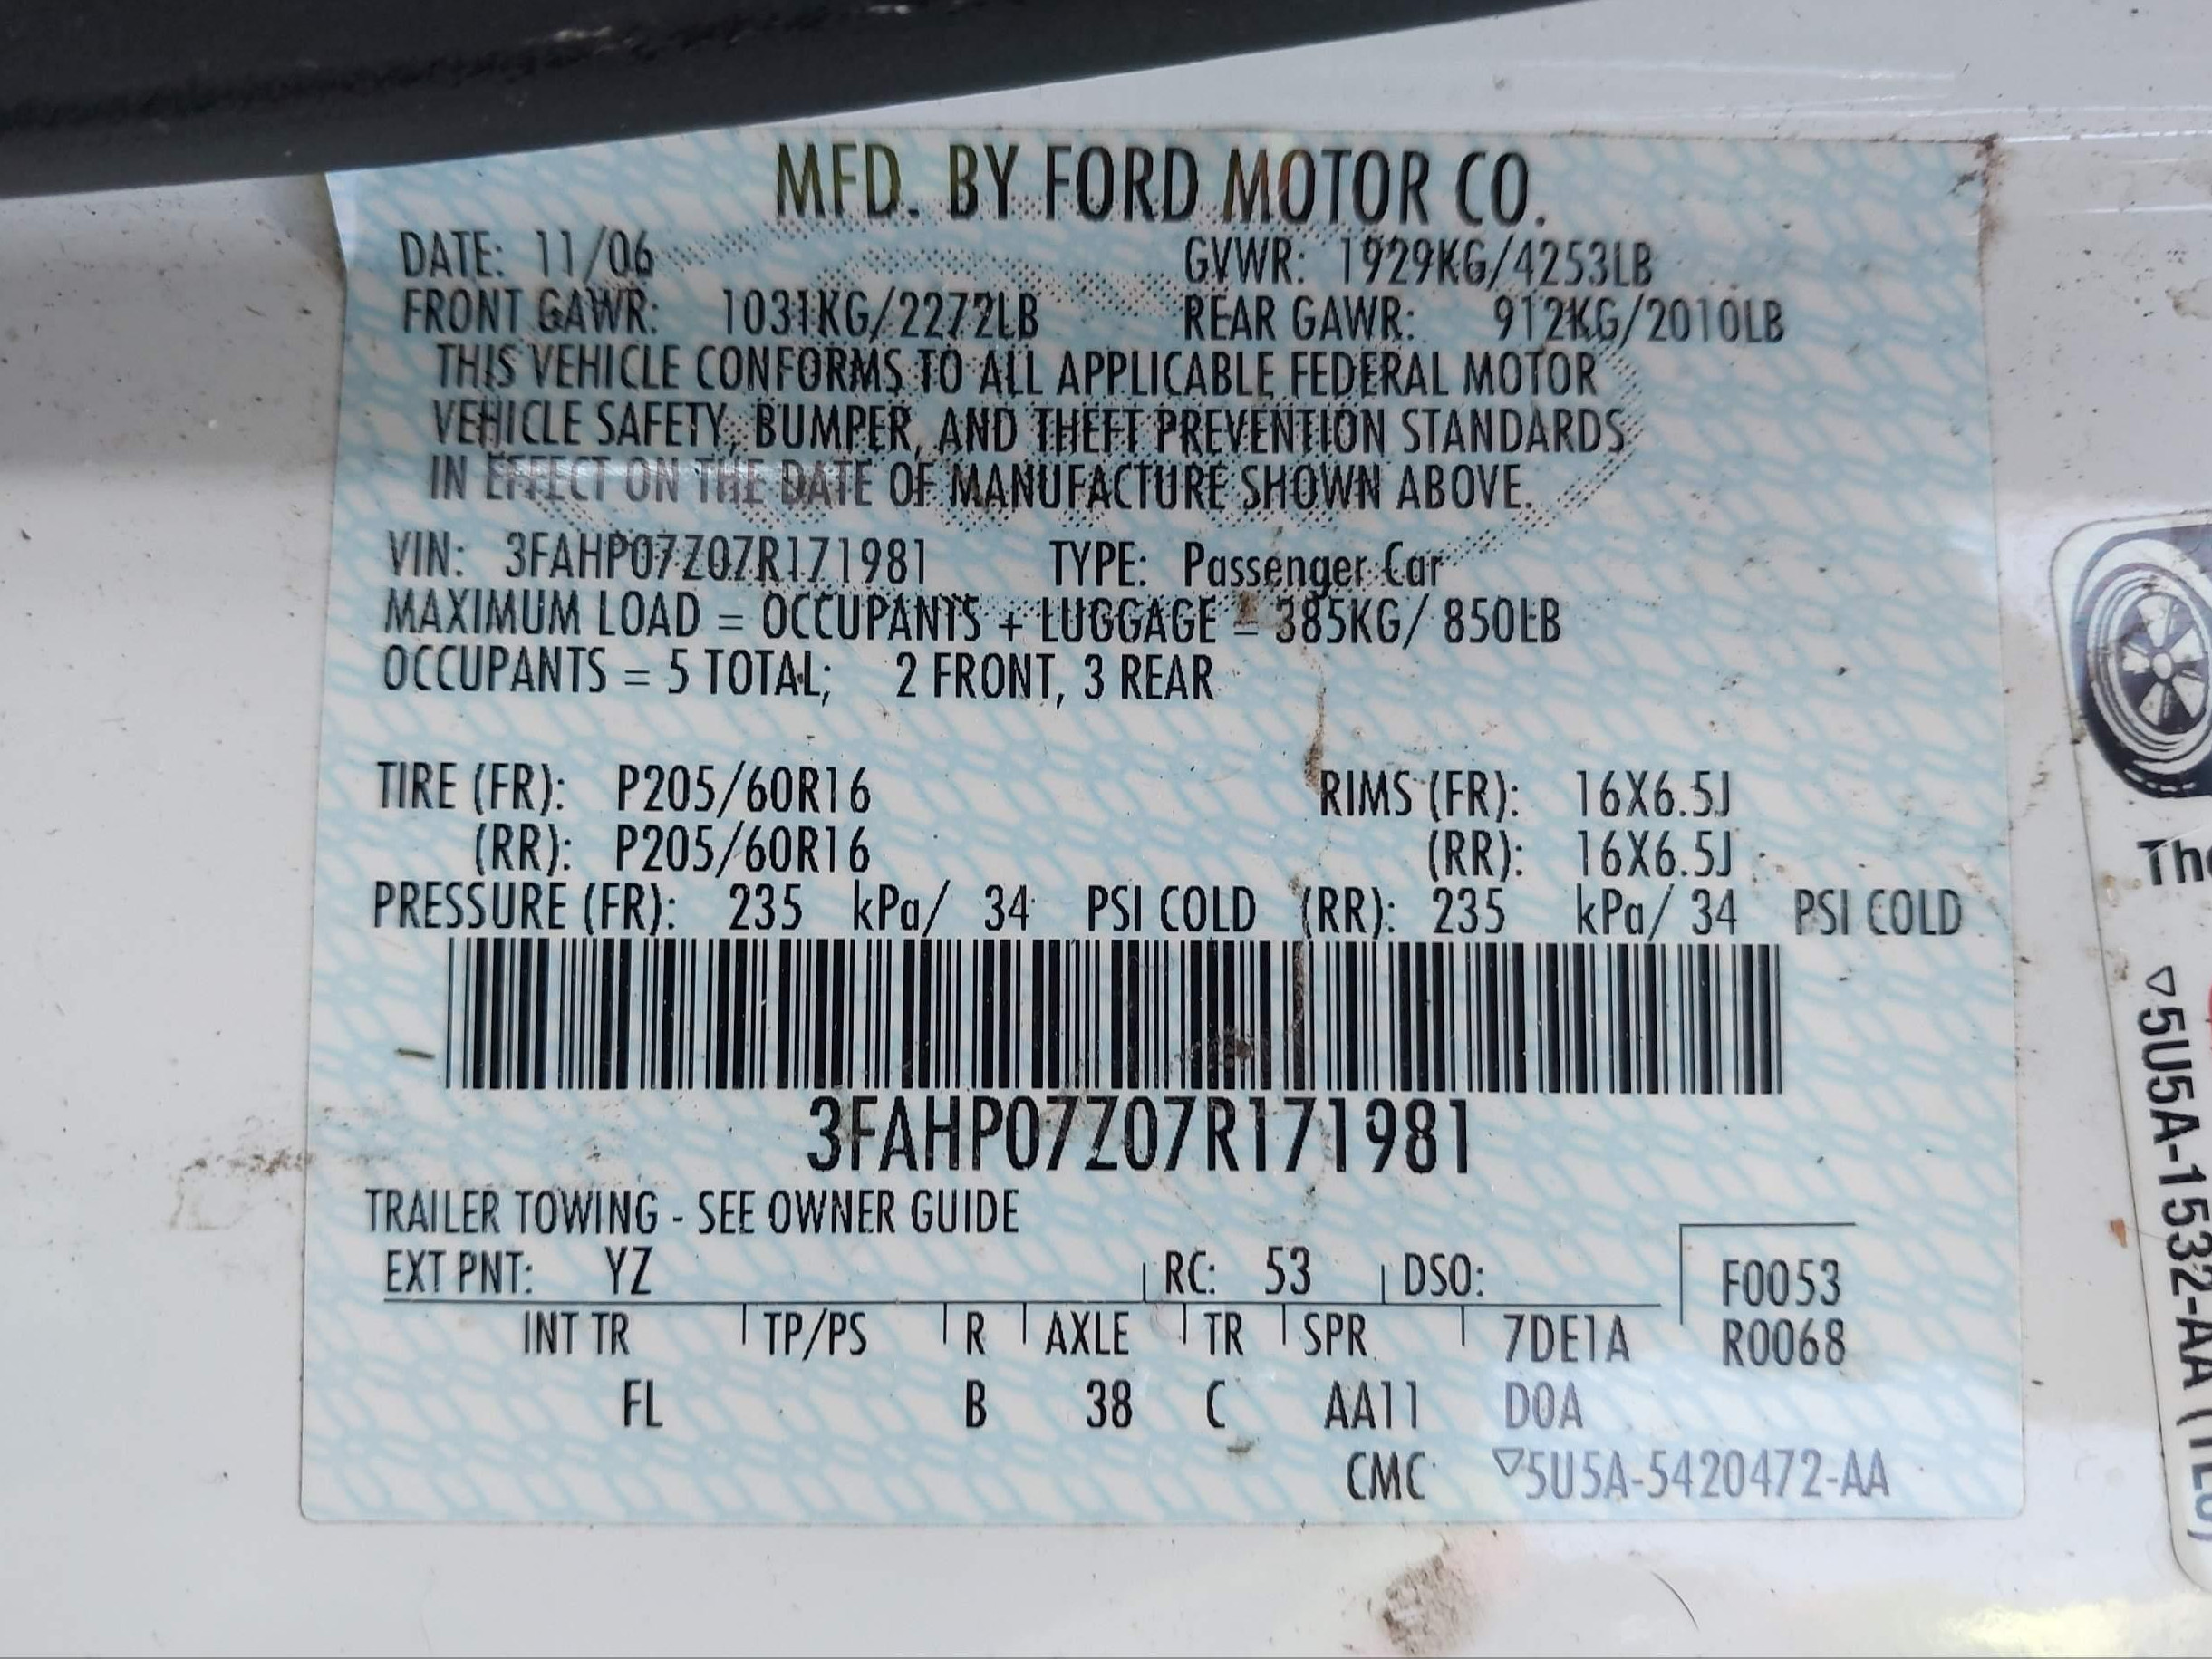 MFD. BY FORD MOTOR CO.
DATE: 11/06 GVWR: 1929KG/4253LB
FRONT GAWR: 1031KG/2272LB REAR GAWR: 912KG/2010LB
THIS VEHICLE CONFORMS TO ALL APPLICABLE FEDERAL MOTOR
VEHICLE SAFETY, BUMPER, AND THEFT PREVENTION STANDARDS
IN EFFECT ON THE DATE OF MANUFACTURE SHOWN ABOVE.
VIN: 3FAHP07Z07R171981 TYPE: Passenger Car
MAXIMUM LOAD = OCCUPANTS + LUGGAGE = 385KG/ 850LB
OCCUPANTS = 5 TOTAL; 2 FRONT, 3 REAR
TIRE (FR): P205/60R16 RIMS (FR): 16X6.5J
(RR): P205/60R16 (RR): 16X6.5J
PRESSURE (FR): 235 kPa/ 34 PSI COLD (RR): 235 kPa/ 34 PSI COLD
3FAHP07Z07R171981
TRAILER TOWING - SEE OWNER GUIDE
EXT PNT: YZ RC: 53 DSO: F0053
INT TR TP/PS R AXLE TR SPR 7DE1A R0068
FL B 38 C AA11 D0A
CMC ▽5U5A-5420472-AA
▽5U5A-1532-AA